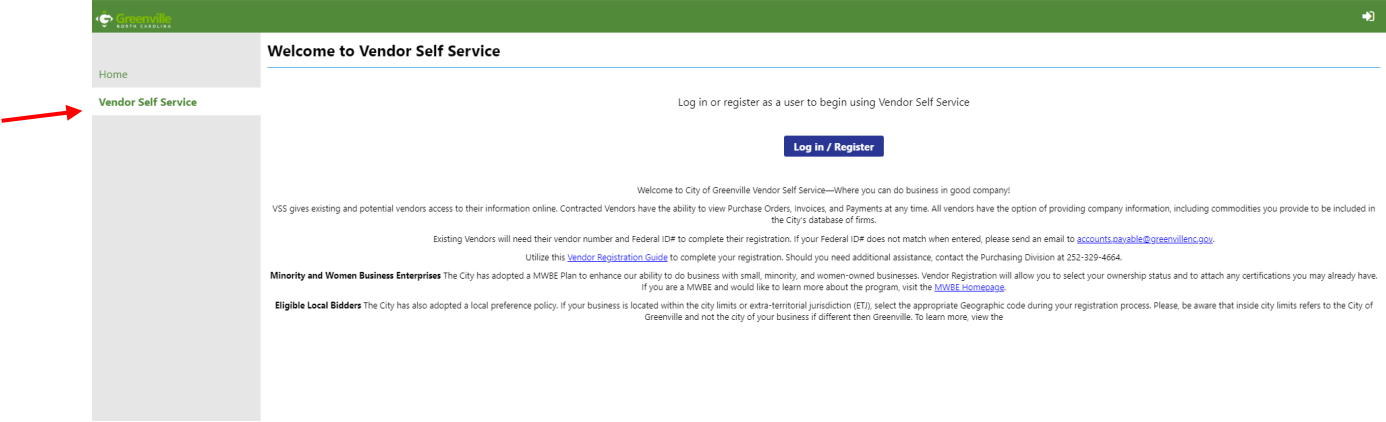 Greenville
NORTH CAROLINA
Welcome to Vendor Self Service
Home
Vendor Self Service
Log in or register as a user to begin using Vendor Self Service
Log in / Register
Welcome to City of Greenville Vendor Self Service—Where you can do business in good company!
VSS gives existing and potential vendors access to their information online. Contracted Vendors have the ability to view Purchase Orders, Invoices, and Payments at any time. All vendors have the option of providing company information, including commodities you provide to be included in
the City's database of firms.
Existing Vendors will need their vendor number and Federal ID# to complete their registration. If your Federal ID# does not match when entered, please send an email to accounts.payable@greenvillenc.gov.
Utilize this Vendor Registration Guide to complete your registration. Should you need additional assistance, contact the Purchasing Division at 252-329-4664.
Minority and Women Business Enterprises The City has adopted a MWBE Plan to enhance our ability to do business with small, minority, and women-owned businesses. Vendor Registration will allow you to select your ownership status and to attach any certifications you may already have.
If you are a MWBE and would like to learn more about the program, visit the MWBE Homepage.
Eligible Local Bidders The City has also adopted a local preference policy. If your business is located within the city limits or extra-territorial jurisdiction (ETJ), select the appropriate Geographic code during your registration process. Please, be aware that inside city limits refers to the City of
Greenville and not the city of your business if different then Greenville. To learn more, view the